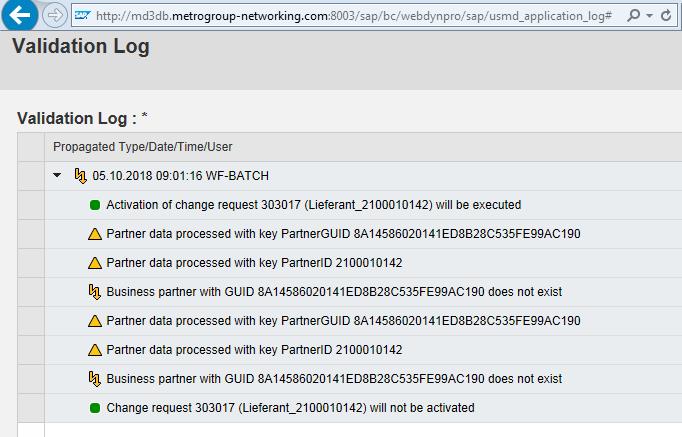 SAP http://md3db.metrogroup-networking.com:8003/sap/bc/webdynpro/sap/usmd_application_log#
Validation Log
Validation Log : *
Propagated Type/Date/Time/User
05.10.2018 09:01:16 WF-BATCH
Activation of change request 303017 (Lieferant_2100010142) will be executed
Partner data processed with key PartnerGUID 8A14586020141ED8B28C535FE99AC190
Partner data processed with key PartnerID 2100010142
Business partner with GUID 8A14586020141ED8B28C535FE99AC190 does not exist
Partner data processed with key PartnerGUID 8A14586020141ED8B28C535FE99AC190
Partner data processed with key PartnerID 2100010142
Business partner with GUID 8A14586020141ED8B28C535FE99AC190 does not exist
Change request 303017 (Lieferant_2100010142) will not be activated